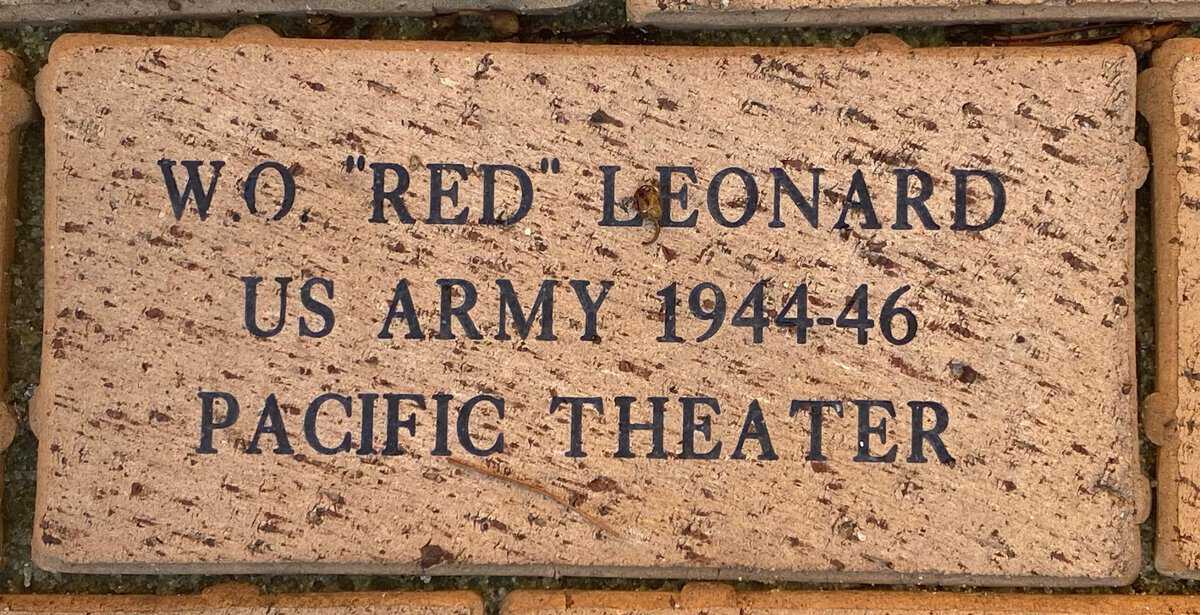 W.O. "RED" LEONARD
US ARMY 1944-46
PACIFIC THEATER